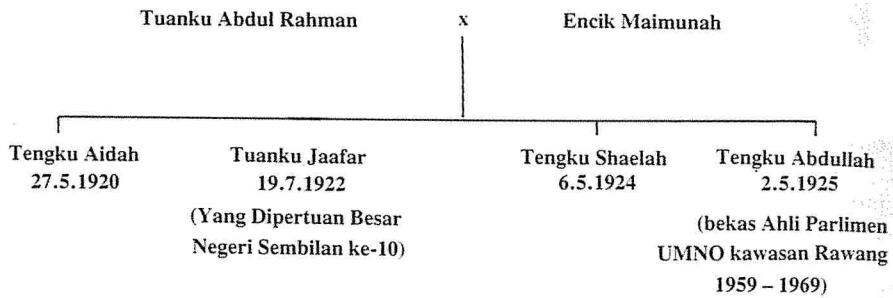 Tuanku Abdul Rahman x Encik Maimunah
Tengku Aidah Tuanku Jaafar Tengku Shaelah Tengku Abdullah
27.5.1920 19.7.1922 6.5.1924 2.5.1925
(Yang Dipertuan Besar (bekas Ahli Parlimen
Negeri Sembilan ke-10) UMNO kawasan Rawang
1959 – 1969)